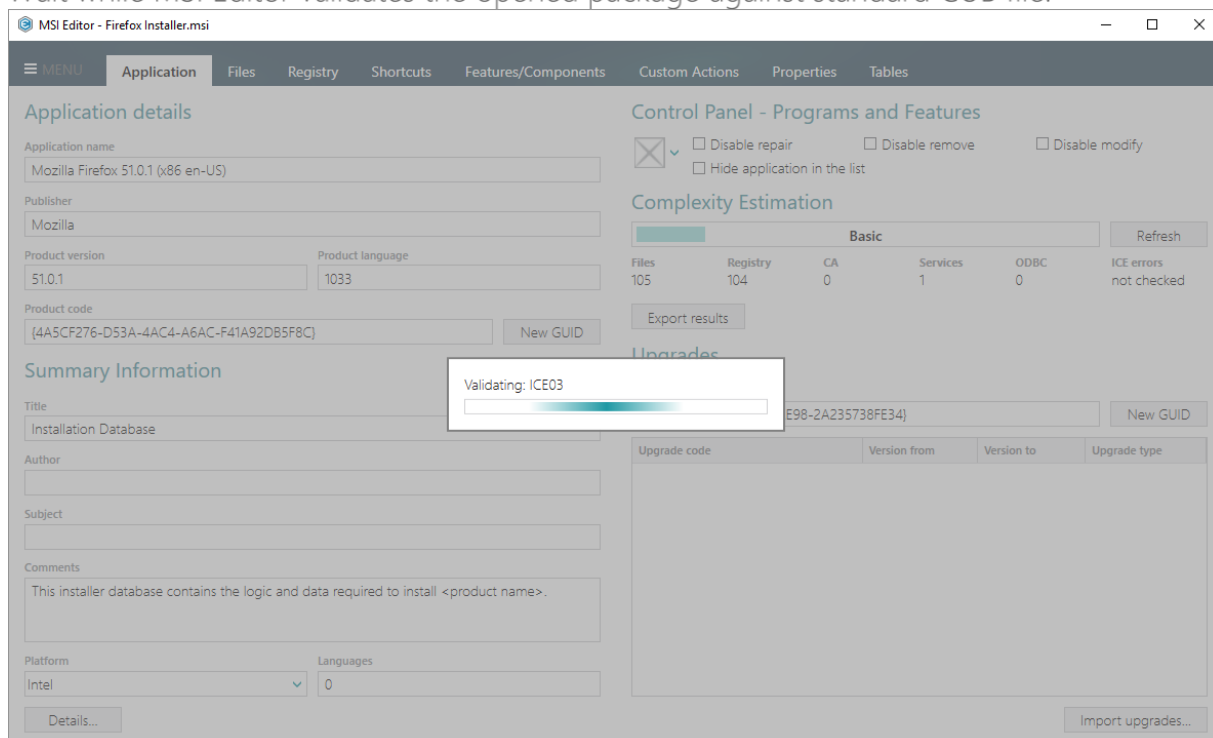 Wait while MSI Editor validates the opened package against standard CUB file.
MSI Editor - Firefox Installer.msi
MENU
Application
Files
Registry
Shortcuts
Features/Components
Custom Actions
Properties
Tables
Application details
Application name
Mozilla Firefox 51.0.1 (x86 en-US)
Publisher
Mozilla
Product version
Product language
51.0.1
1033
Product code
{4A5CF276-D53A-4AC4-A6AC-F41A92DB5F8C}
New GUID
Summary Information
Title
Installation Database
Author
Subject
Comments
This installer database contains the logic and data required to install <product name>.
Platform
Languages
Intel
0
Details...
Control Panel - Programs and Features
Disable repair
Disable remove
Disable modify
Hide application in the list
Complexity Estimation
Basic
Refresh
Files
Registry
CA
Services
ODBC
ICE errors
105
104
0
1
0
not checked
Export results
Upgrades
Validating: ICE03
E98-2A235738FE34}
New GUID
Upgrade code
Version from
Version to
Upgrade type
Import upgrades...